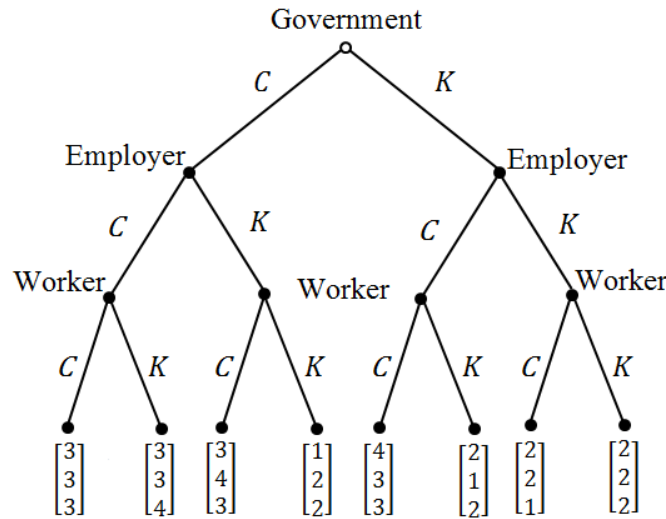 Government
C K
Employer Employer
C K C K
Worker Worker Worker
C K C K C K C K
[3 3 3] [3 3 4] [3 4 3] [1 2 2] [4 3 3] [2 1 2] [2 2 1] [2 2 2]